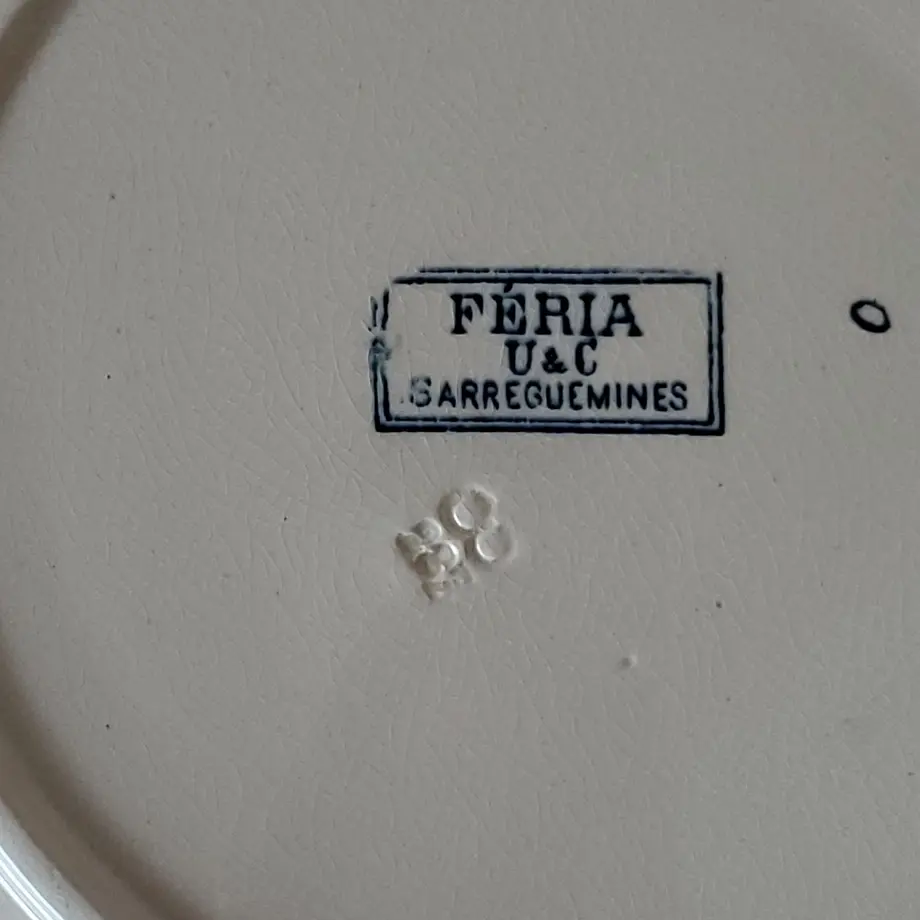 FÉRIA
U & C
SARREGUEMINES
O